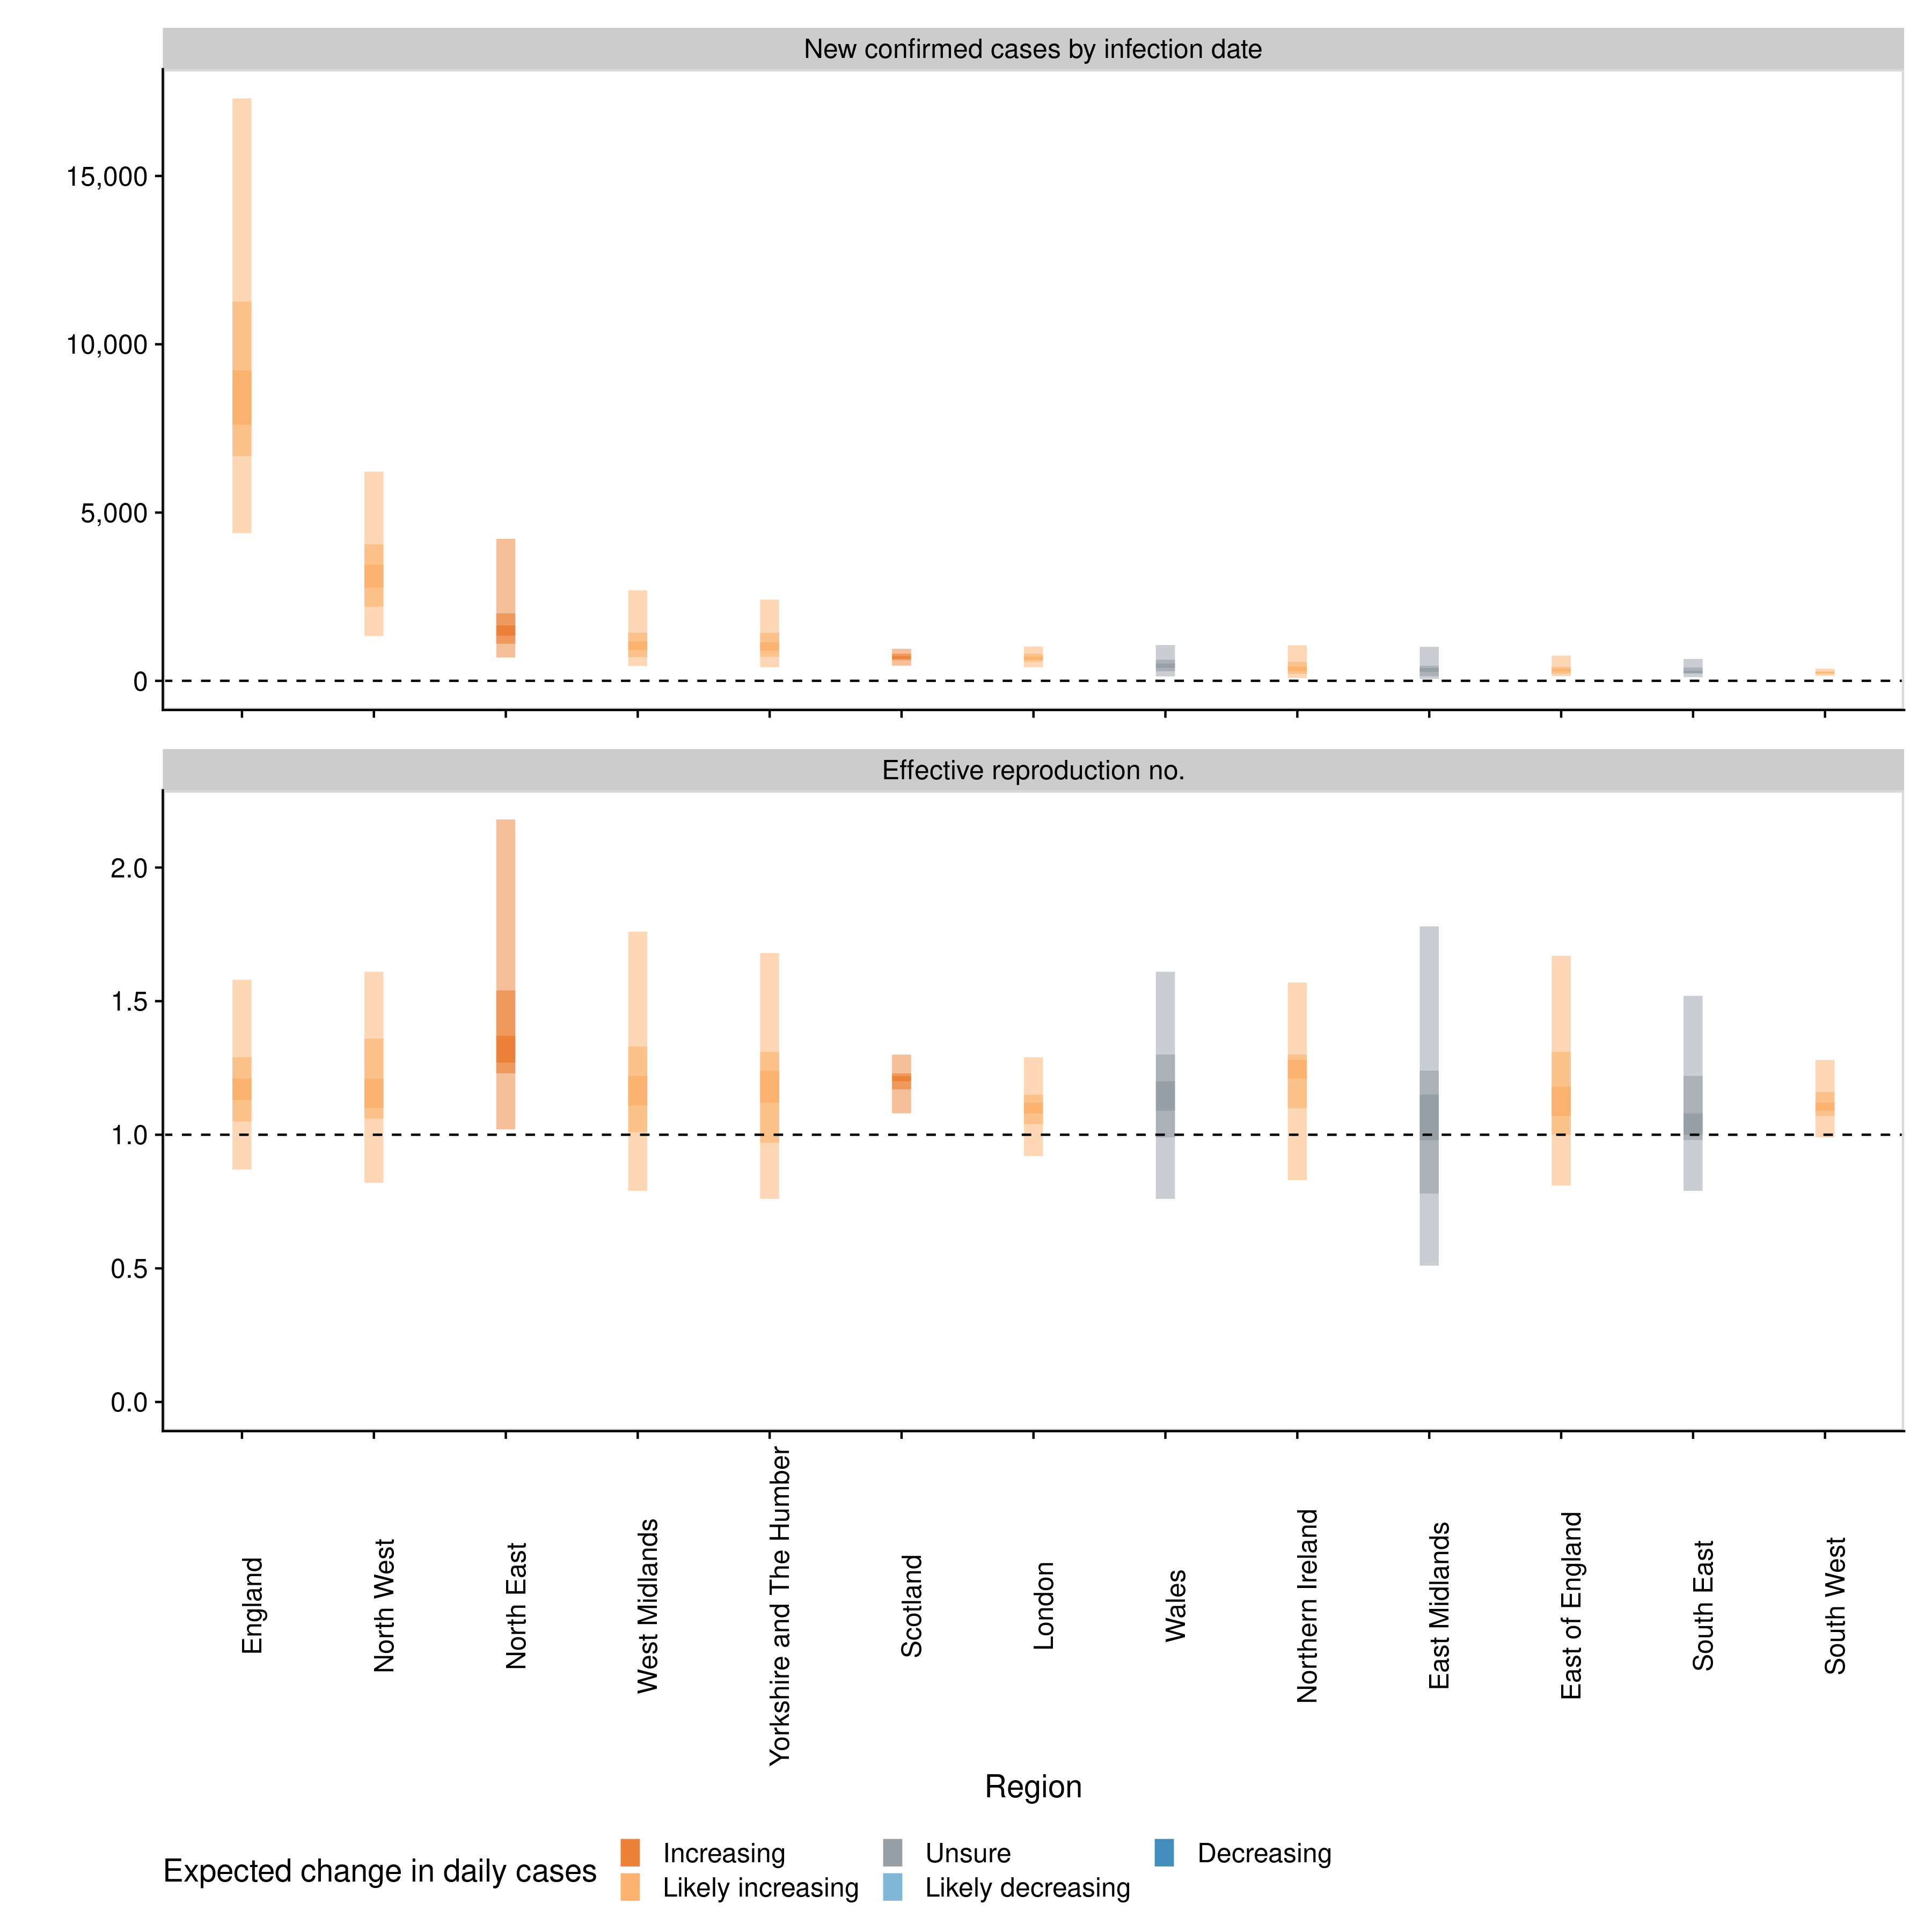 New confirmed cases by infection date
15,000
10,000
5,000
0
Effective reproduction no.
2.0
1.5
1.0
0.5
0.0
England
North West
North East
West Midlands
Yorkshire and The Humber
Scotland
London
Wales
Northern Ireland
East Midlands
East of England
South East
South West
Region
Expected change in daily cases
Increasing
Likely increasing
Unsure
Likely decreasing
Decreasing